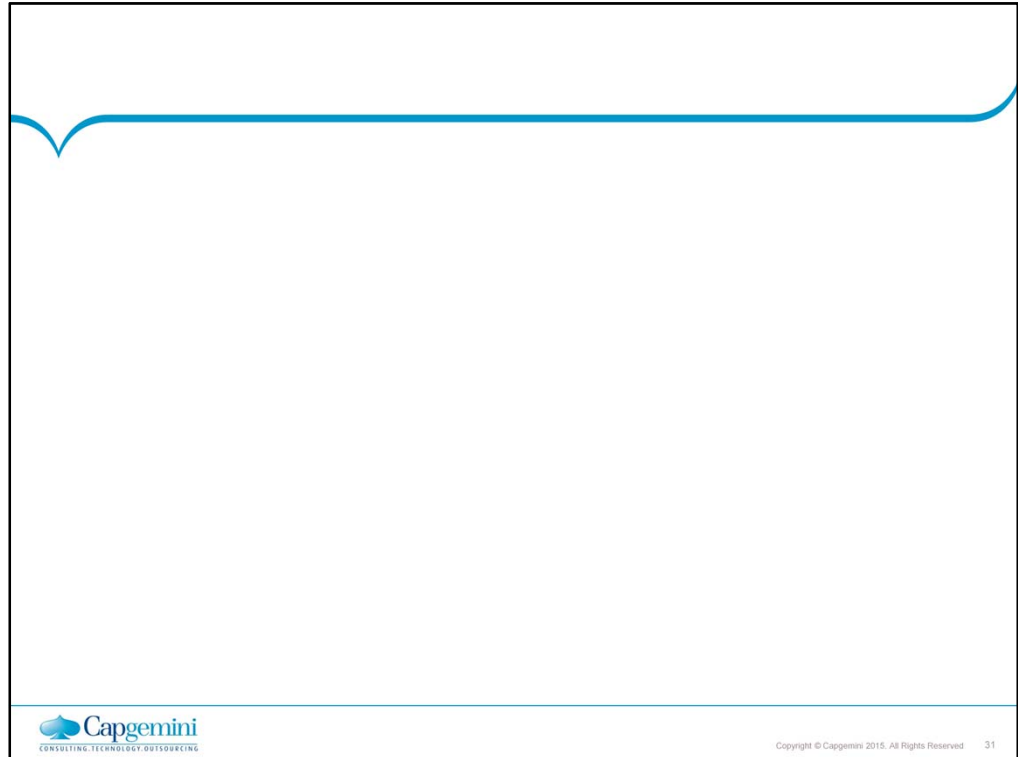 Capgemini
CONSULTING.TECHNOLOGY.OUTSOURCING
Copyright © Capgemini 2015. All Rights Reserved 31